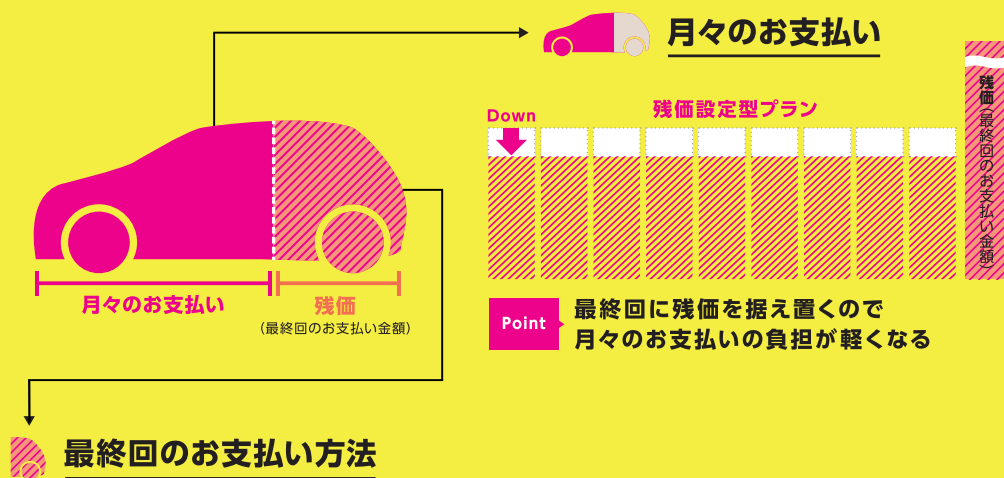 月々のお支払い
Down
残価設定型プラン
残価（最終回のお支払い金額）
月々のお支払い
残価
（最終回のお支払い金額）
Point
最終回に残価を据え置くので
月々のお支払いの負担が軽くなる
最終回のお支払い方法